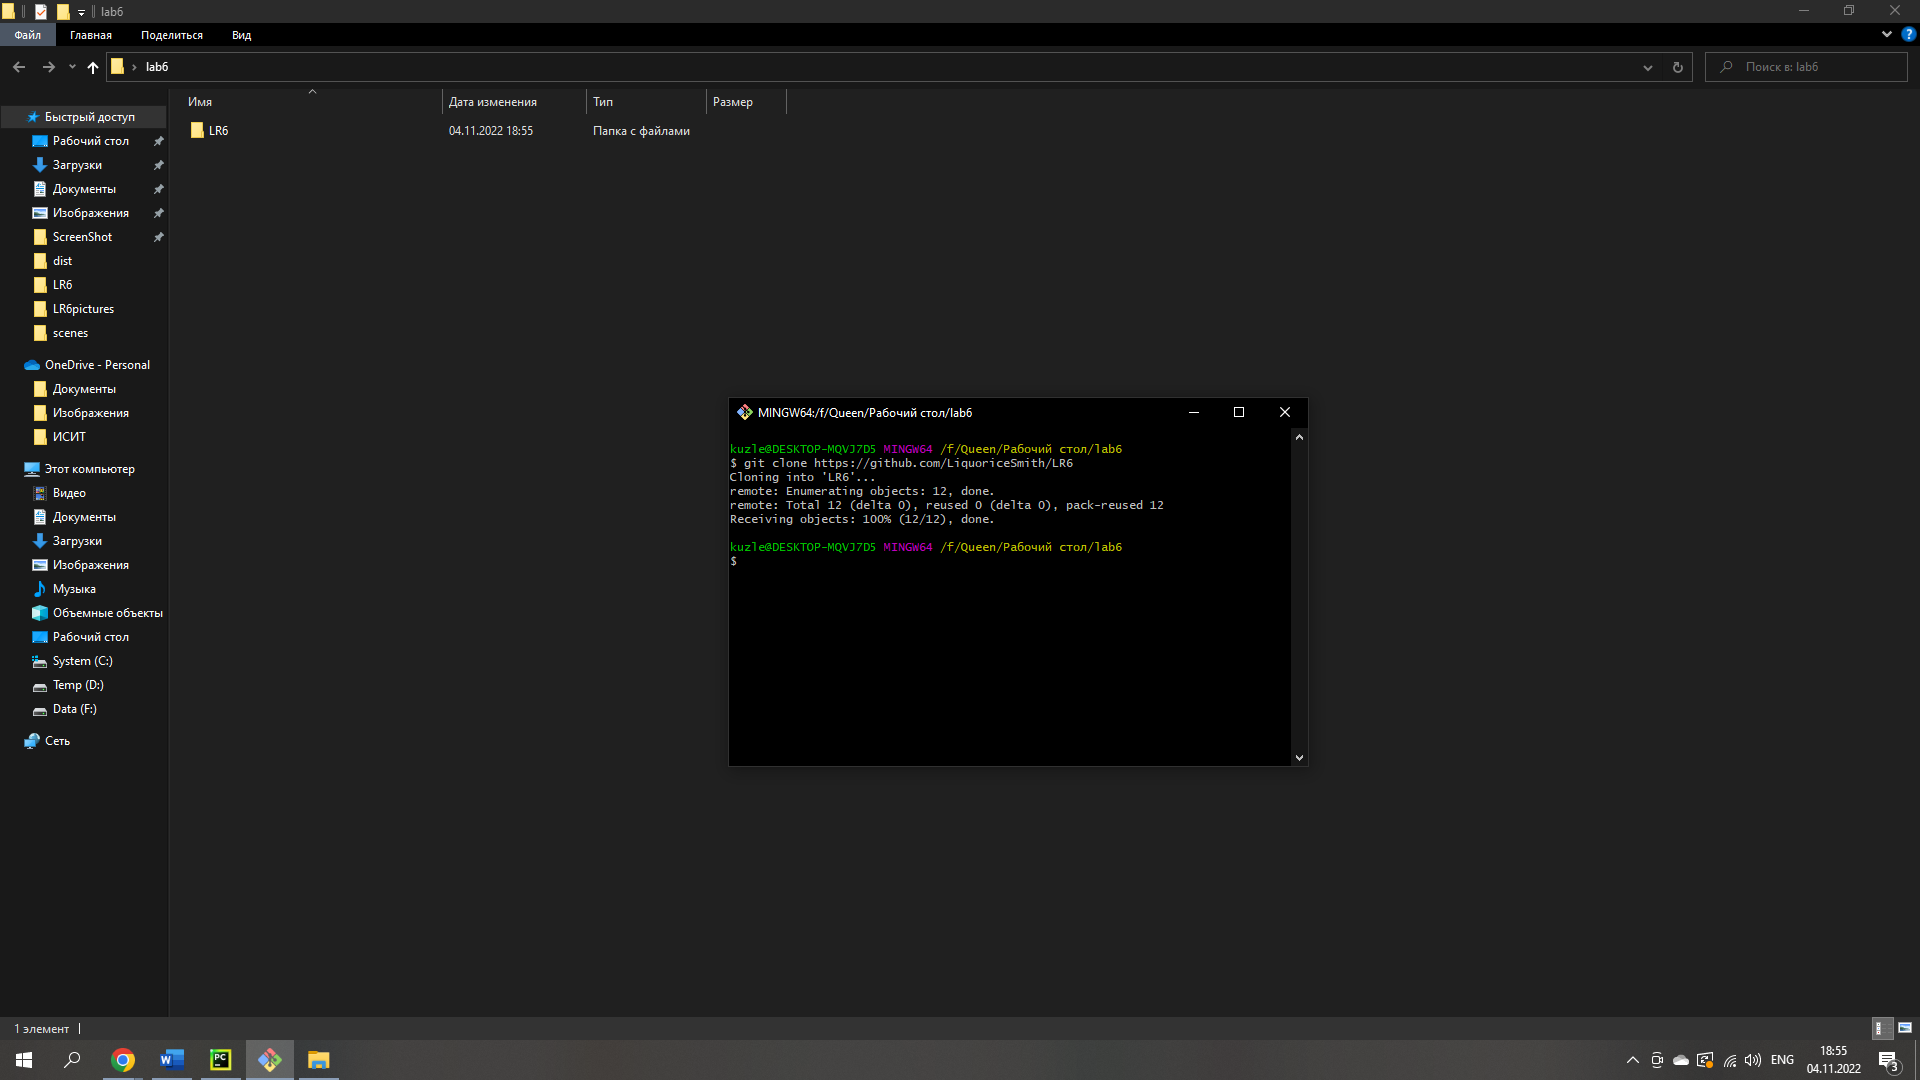 lab6
Файл Главная Поделиться Вид
lab6
Поиск в: lab6
Имя Дата изменения Тип Размер
LR6 04.11.2022 18:55 Папка с файлами
Быстрый доступ
Рабочий стол
Загрузки
Документы
Изображения
ScreenShot
dist
LR6
LR6pictures
scenes
OneDrive - Personal
Документы
Изображения
ИСИТ
Этот компьютер
Видео
Документы
Загрузки
Изображения
Музыка
Объемные объекты
Рабочий стол
System (C:)
Temp (D:)
Data (F:)
Сеть
MINGW64:/f/Queen/Рабочий стол/lab6
kuzle@DESKTOP-MQVJ7D5 MINGW64 /f/Queen/Рабочий стол/lab6
$ git clone https://github.com/LiquoriceSmith/LR6
Cloning into 'LR6'...
remote: Enumerating objects: 12, done.
remote: Total 12 (delta 0), reused 0 (delta 0), pack-reused 12
Receiving objects: 100% (12/12), done.
kuzle@DESKTOP-MQVJ7D5 MINGW64 /f/Queen/Рабочий стол/lab6
$
1 элемент
W
PC
ENG
18:55
04.11.2022
3